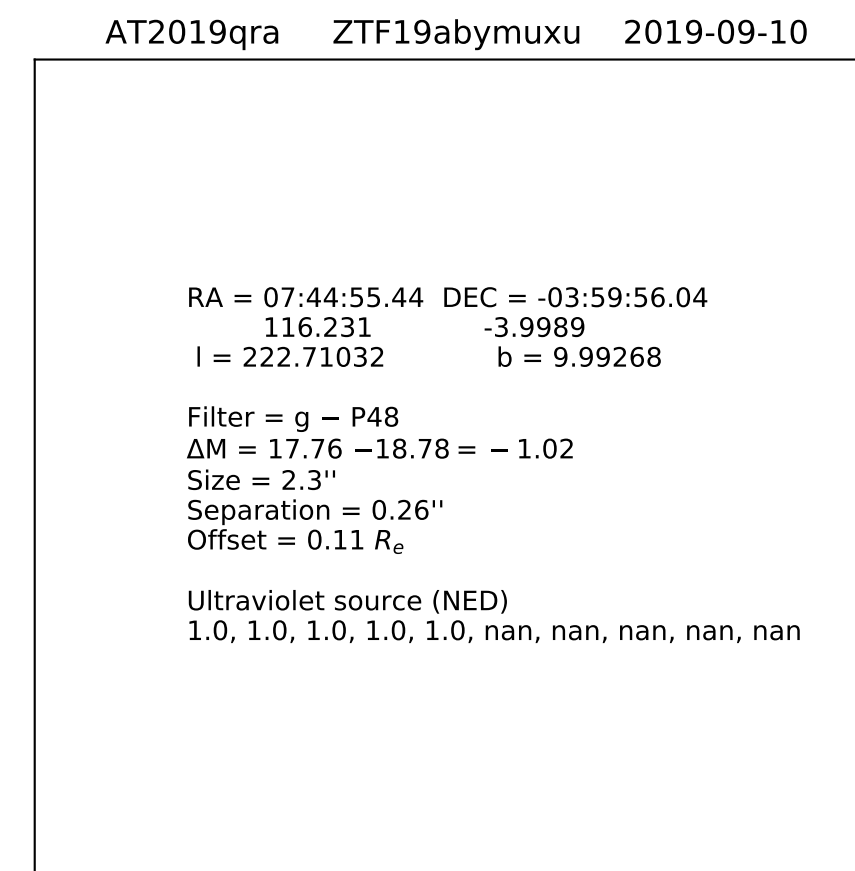 AT2019qra ZTF19abymuxu 2019-09-10
RA = 07:44:55.44 DEC = -03:59:56.04
116.231 -3.9989
l = 222.71032 b = 9.99268
Filter = g − P48
ΔM = 17.76 −18.78 = − 1.02
Size = 2.3''
Separation = 0.26''
Offset = 0.11 Re
Ultraviolet source (NED)
1.0, 1.0, 1.0, 1.0, 1.0, nan, nan, nan, nan, nan